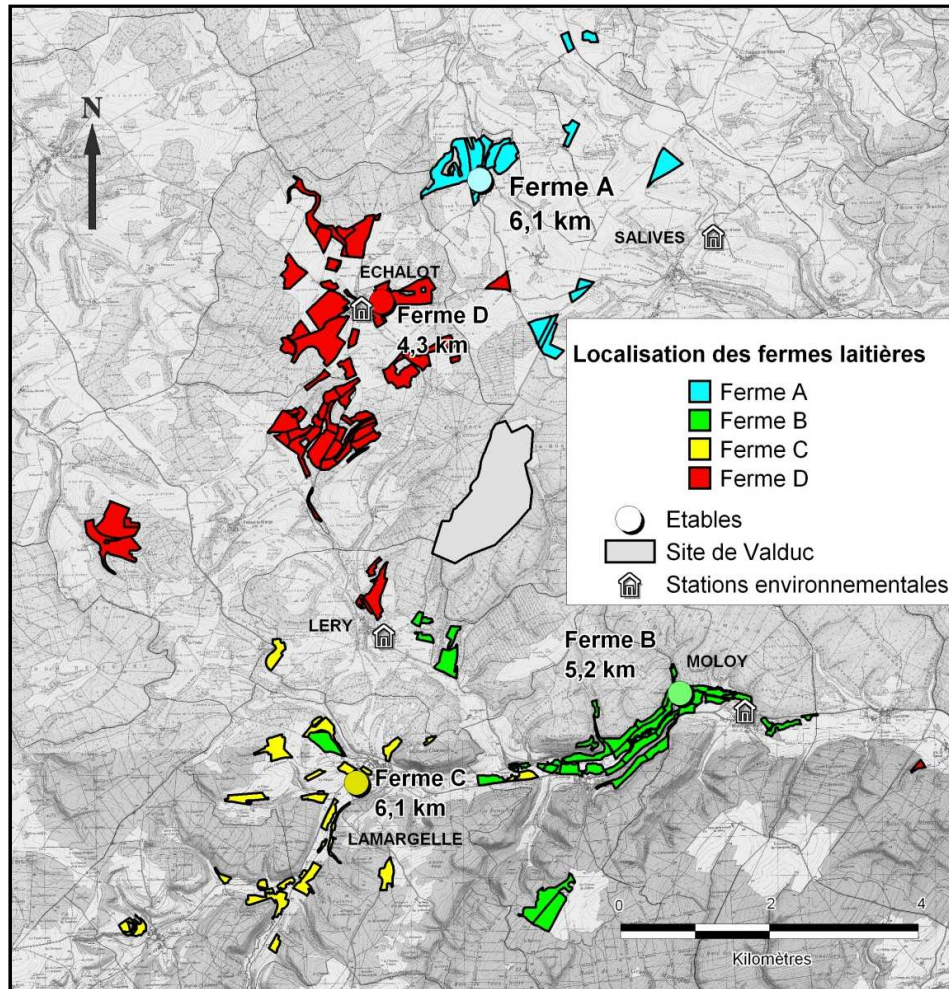 N
Ferme A
6,1 km
SALIVES
ECHALOT
Ferme D
4,3 km
Localisation des fermes laitières
Ferme A
Ferme B
Ferme C
Ferme D
Etables
Site de Valduc
Stations environnementales
LERY
Ferme B
5,2 km
MOLOY
Ferme C
6,1 km
LAMARGELLE
0 2 4
Kilomètres